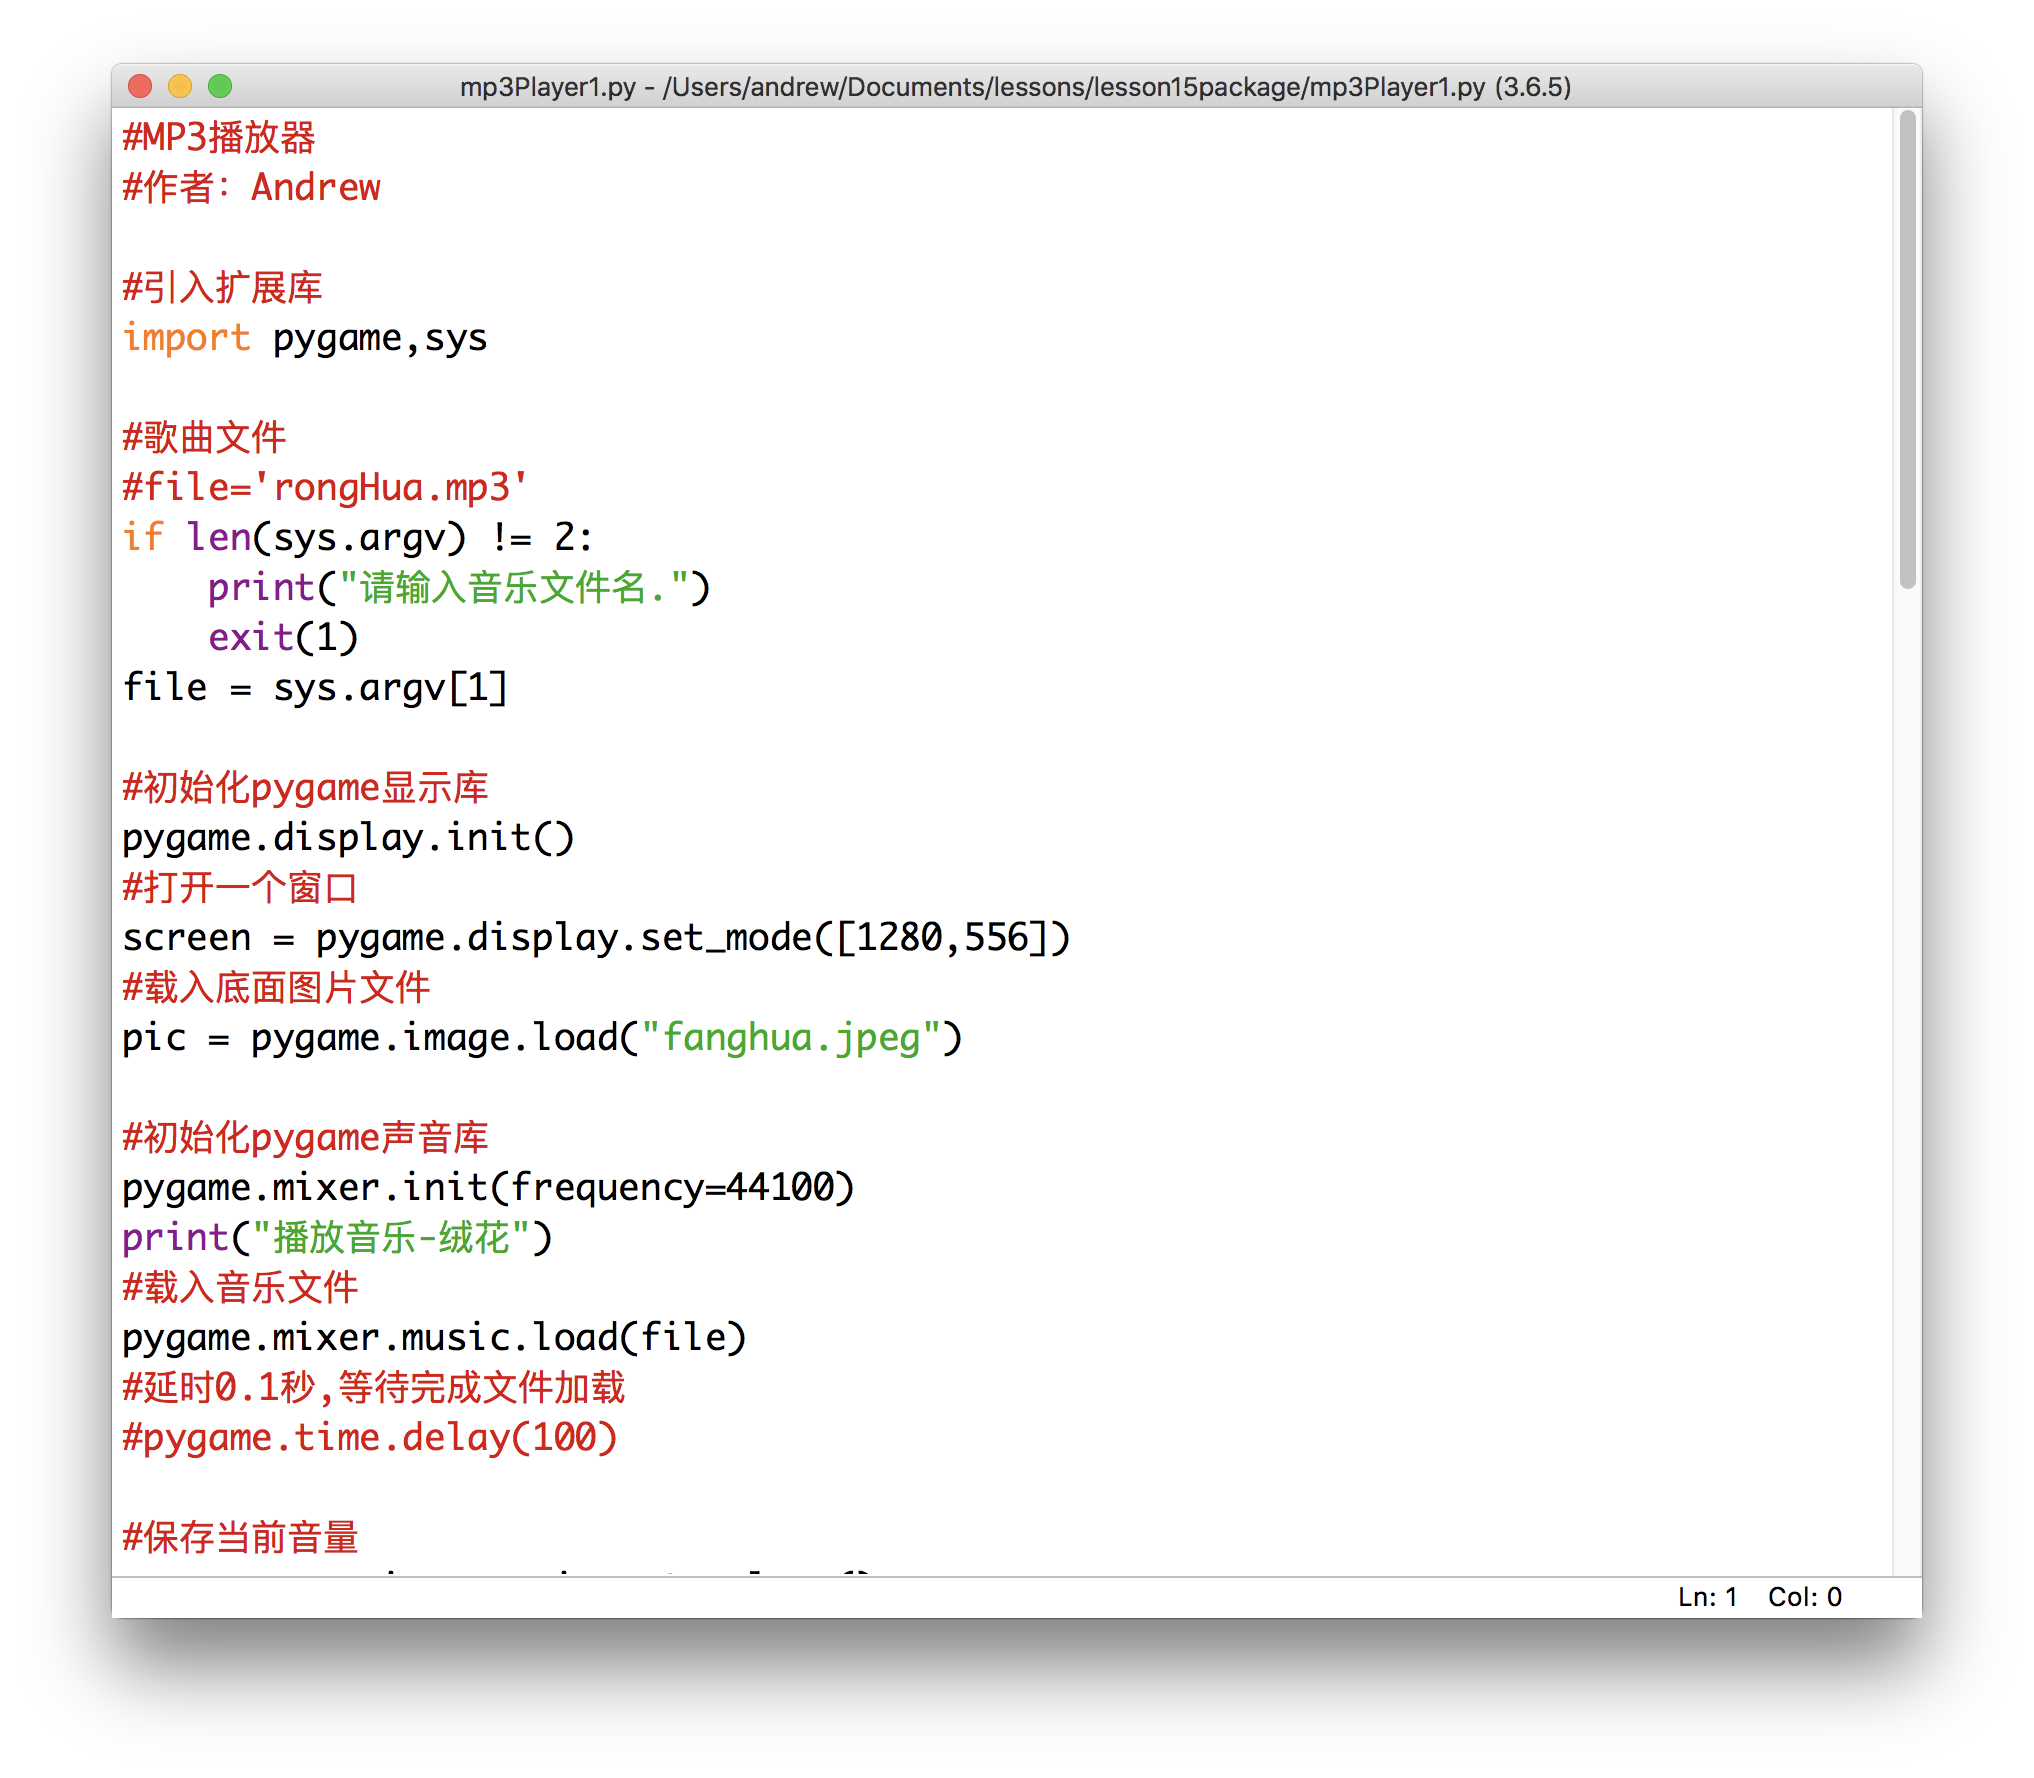 mp3Player1.py - /Users/andrew/Documents/lessons/lesson15package/mp3Player1.py (3.6.5)
#MP3播放器
#作者：Andrew
#引入扩展库
import pygame,sys
#歌曲文件
#file='rongHua.mp3'
if len(sys.argv) != 2:
    print("请输入音乐文件名.")
    exit(1)
file = sys.argv[1]
#初始化pygame显示库
pygame.display.init()
#打开一个窗口
screen = pygame.display.set_mode([1280,556])
#载入底面图片文件
pic = pygame.image.load("fanghua.jpeg")
#初始化pygame声音库
pygame.mixer.init(frequency=44100)
print("播放音乐-绒花")
#载入音乐文件
pygame.mixer.music.load(file)
#延时0.1秒,等待完成文件加载
#pygame.time.delay(100)
#保存当前音量
Ln: 1 Col: 0